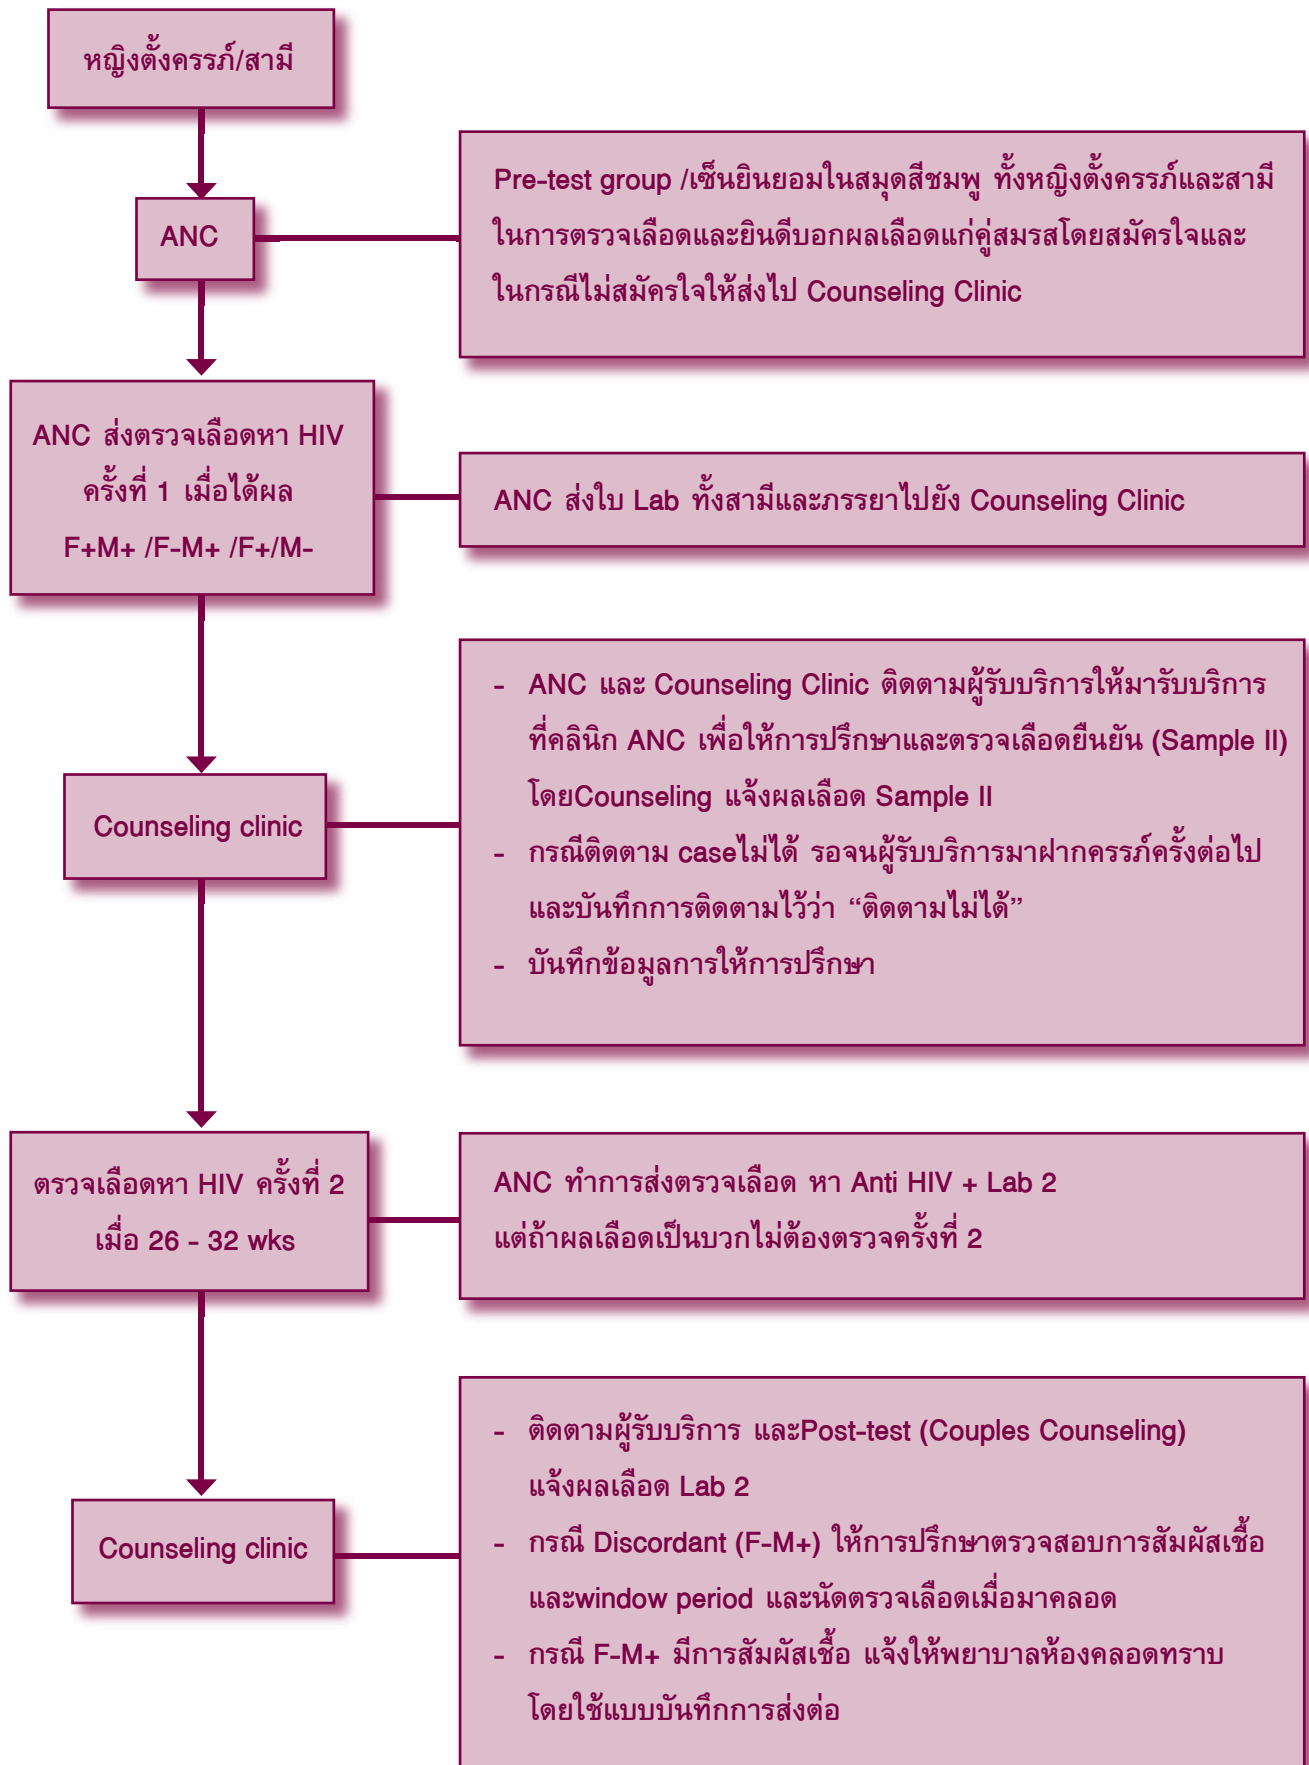 หญิงตั้งครรภ์/สามี
ANC
Pre-test group /เซ็นยินยอมในสมุดสีชมพู ทั้งหญิงตั้งครรภ์และสามี
ในการตรวจเลือดและยินดีบอกผลเลือดแก่คู่สมรสโดยสมัครใจและ
ในกรณีไม่สมัครใจให้ส่งไป Counseling Clinic
ANC ส่งตรวจเลือดหา HIV
ครั้งที่ 1 เมื่อได้ผล
F+M+ /F-M+ /F+/M-
ANC ส่งใบ Lab ทั้งสามีและภรรยาไปยัง Counseling Clinic
Counseling clinic
- ANC และ Counseling Clinic ติดตามผู้รับบริการให้มารับบริการ
ที่คลินิก ANC เพื่อให้การปรึกษาและตรวจเลือดยืนยัน (Sample II)
โดยCounseling แจ้งผลเลือด Sample II
- กรณีติดตาม caseไม่ได้ รอจนผู้รับบริการมาฝากครรภ์ครั้งต่อไป
และบันทึกการติดตามไว้ว่า “ติดตามไม่ได้”
- บันทึกข้อมูลการให้การปรึกษา
ตรวจเลือดหา HIV ครั้งที่ 2
เมื่อ 26 - 32 wks
ANC ทำการส่งตรวจเลือด หา Anti HIV + Lab 2
แต่ถ้าผลเลือดเป็นบวกไม่ต้องตรวจครั้งที่ 2
Counseling clinic
- ติดตามผู้รับบริการ และPost-test (Couples Counseling)
แจ้งผลเลือด Lab 2
- กรณี Discordant (F-M+) ให้การปรึกษาตรวจสอบการสัมผัสเชื้อ
และwindow period และนัดตรวจเลือดเมื่อมาคลอด
- กรณี F-M+ มีการสัมผัสเชื้อ แจ้งให้พยาบาลห้องคลอดทราบ
โดยใช้แบบบันทึกการส่งต่อ